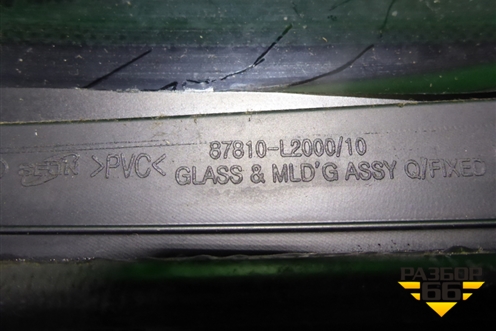 87810-L2000/10
>PVC< GLASS & MLD'G ASSY Q/FIXED
РАЗБОР
66